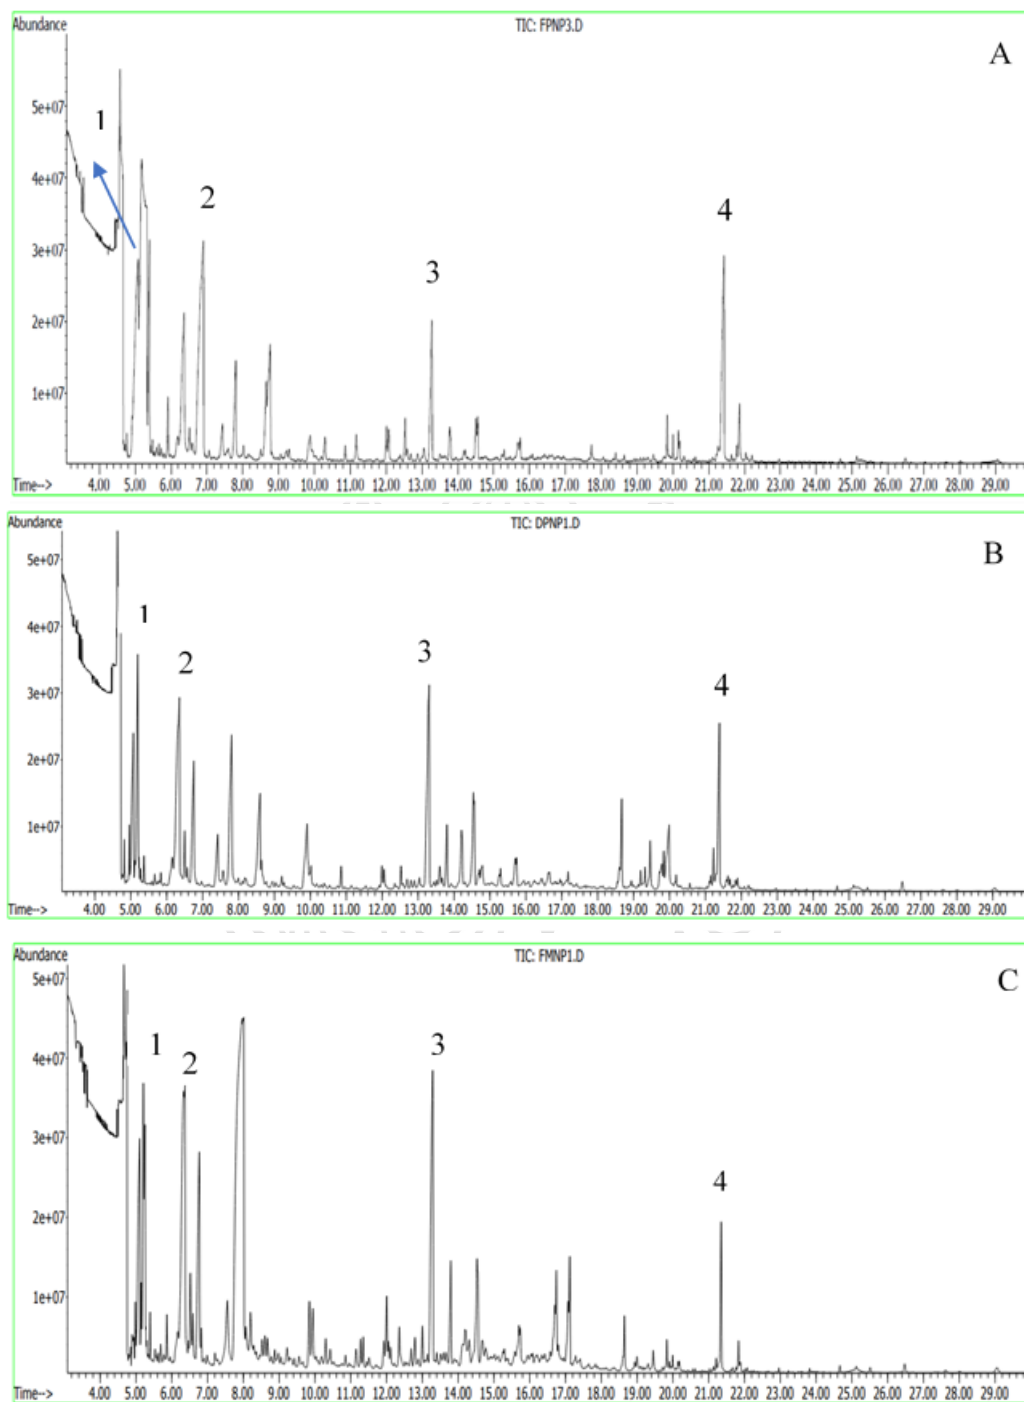 Abundance TIC: FPNP3.D
A
5e+07
1
4e+07
2
4
3e+07
3
2e+07
1e+07
Time--> 4.00 5.00 6.00 7.00 8.00 9.00 10.00 11.00 12.00 13.00 14.00 15.00 16.00 17.00 18.00 19.00 20.00 21.00 22.00 23.00 24.00 25.00 26.00 27.00 28.00 29.00
Abundance TIC: DPNP1.D
B
5e+07
1
4e+07
2 3
4
3e+07
2e+07
1e+07
Time--> 4.00 5.00 6.00 7.00 8.00 9.00 10.00 11.00 12.00 13.00 14.00 15.00 16.00 17.00 18.00 19.00 20.00 21.00 22.00 23.00 24.00 25.00 26.00 27.00 28.00 29.00
Abundance TIC: FMNP1.D
5e+07 C
1 3
2
4e+07
3e+07
4
2e+07
1e+07
Time--> 4.00 5.00 6.00 7.00 8.00 9.00 10.00 11.00 12.00 13.00 14.00 15.00 16.00 17.00 18.00 19.00 20.00 21.00 22.00 23.00 24.00 25.00 26.00 27.00 28.00 29.00